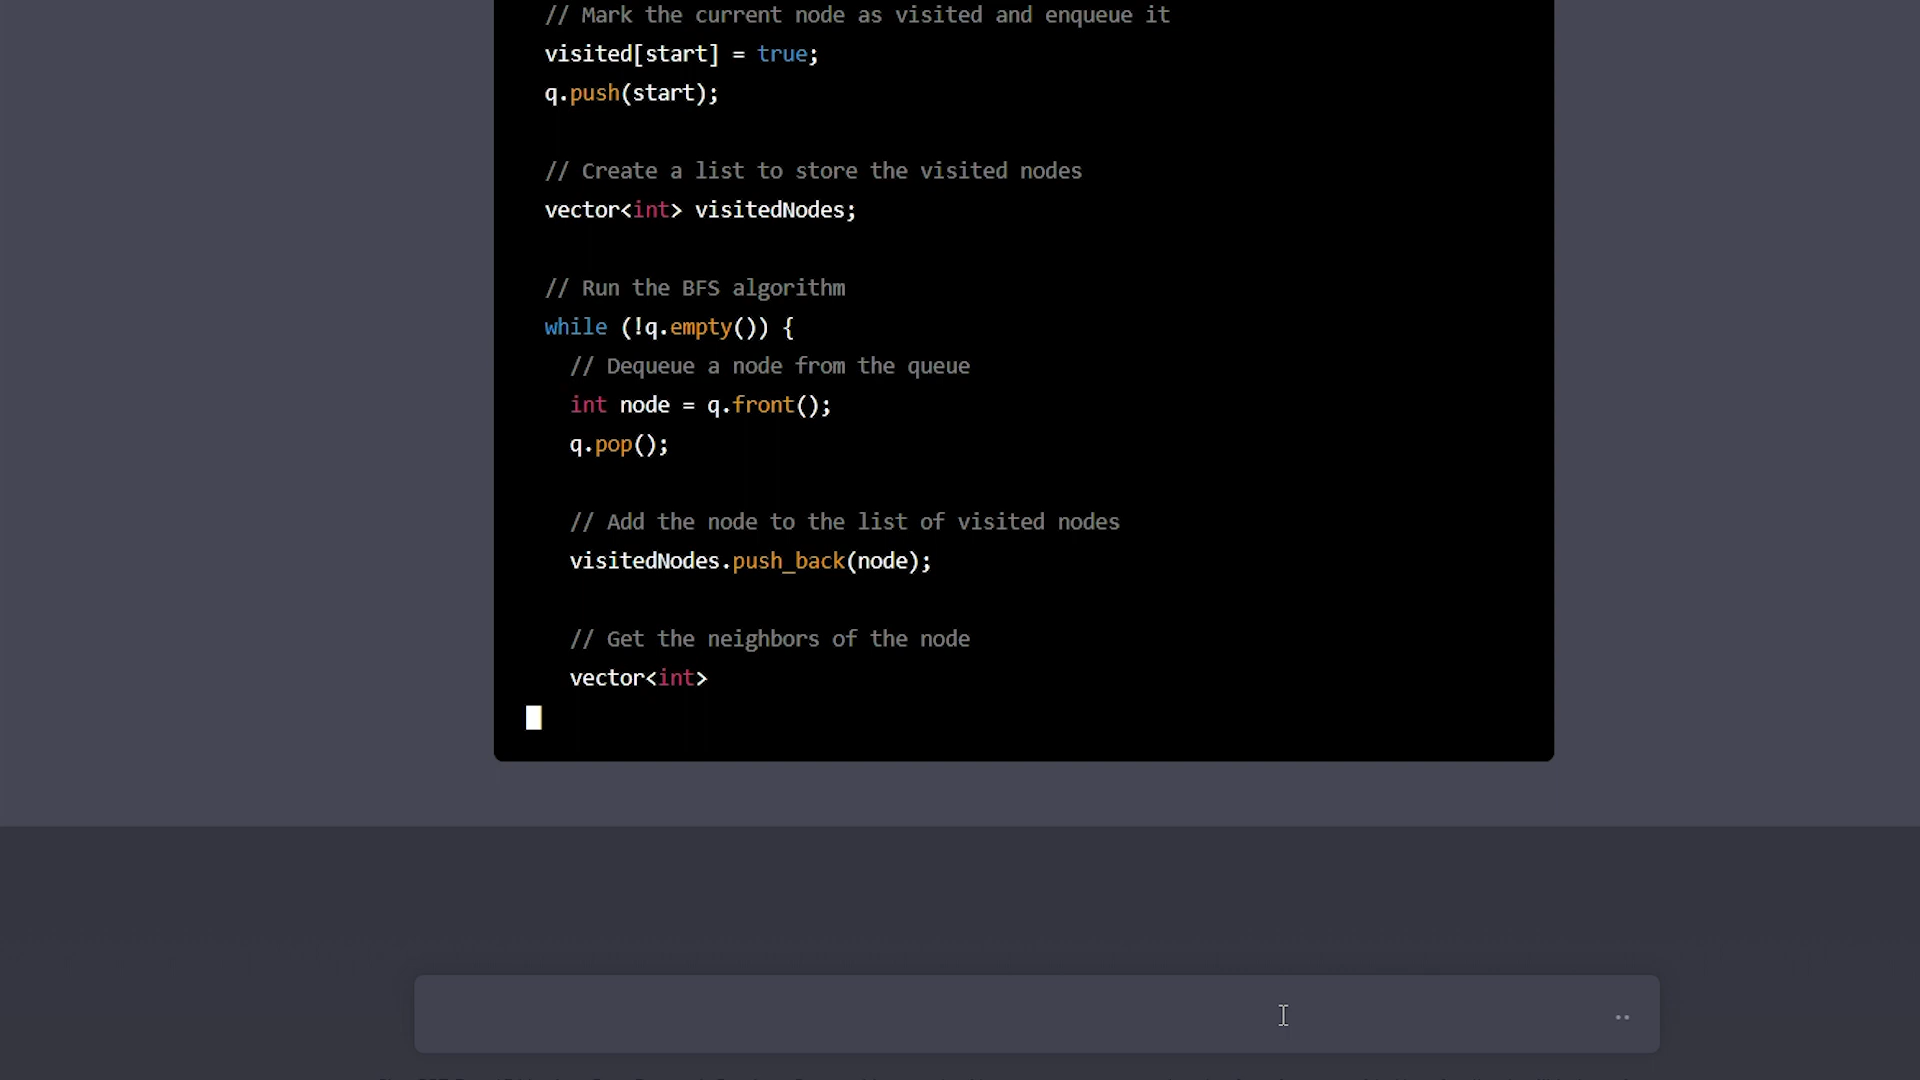 // Mark the current node as visited and enqueue it
visited[start] = true;
q.push(start);
// Create a list to store the visited nodes
vector<int> visitedNodes;
// Run the BFS algorithm
while (!q.empty()) {
// Dequeue a node from the queue
int node = q.front();
q.pop();
// Add the node to the list of visited nodes
visitedNodes.push_back(node);
// Get the neighbors of the node
vector<int>